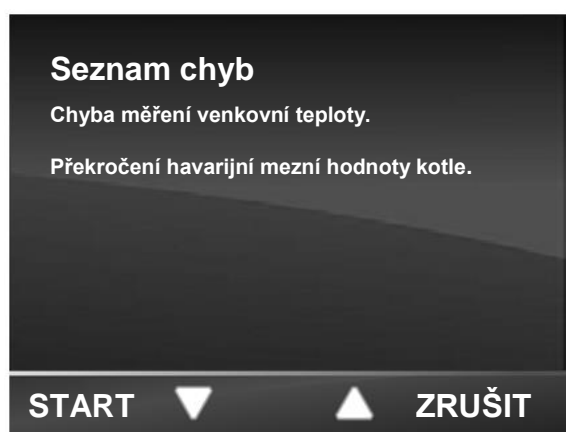 Seznam chyb
Chyba měření venkovní teploty.
Překročení havarijní mezní hodnoty kotle.
START ZRUŠIT